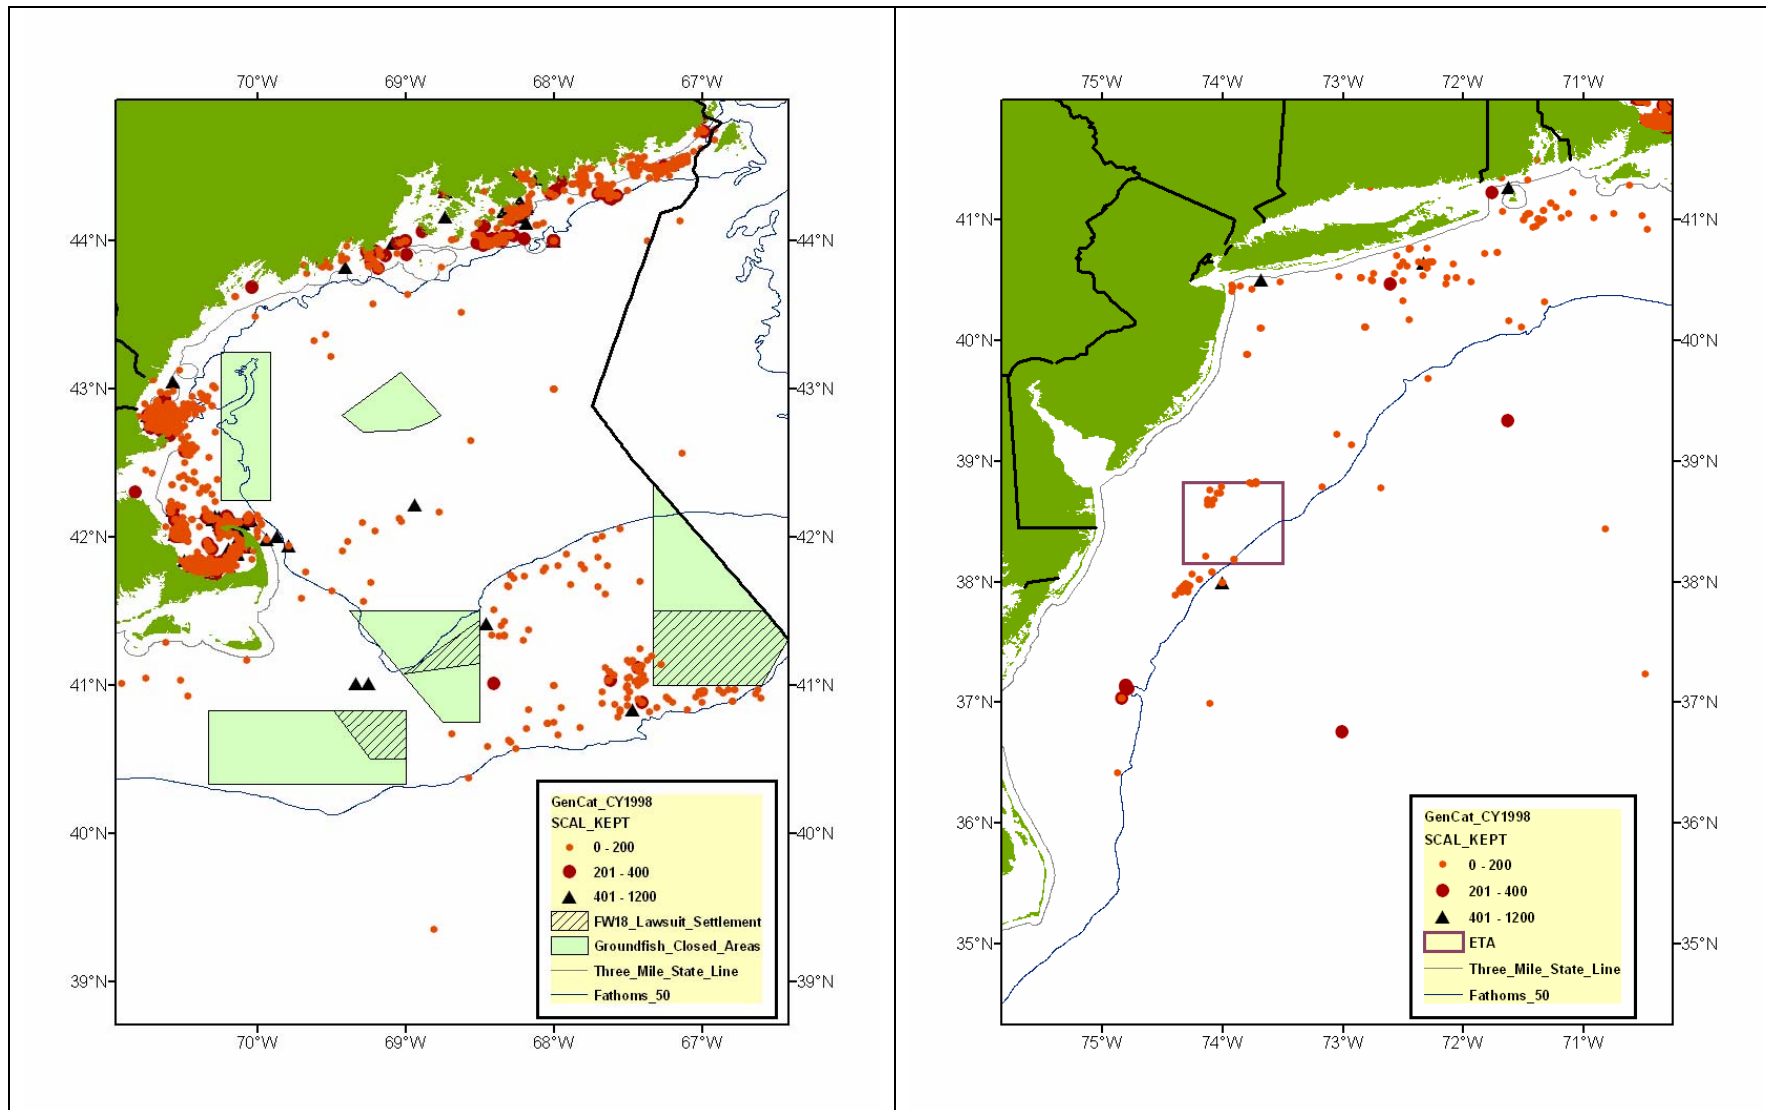 70°W 69°W 68°W 67°W
44°N 44°N
43°N 43°N
42°N 42°N
41°N 41°N
40°N 40°N
39°N 39°N
70°W 69°W 68°W 67°W
GenCat_CY1998
SCAL_KEPT
0 - 200
201 - 400
401 - 1200
FW18_Lawsuit_Settlement
Groundfish_Closed_Areas
Three_Mile_State_Line
Fathoms_50
75°W 74°W 73°W 72°W 71°W
41°N 41°N
40°N 40°N
39°N 39°N
38°N 38°N
37°N 37°N
36°N 36°N
35°N 35°N
75°W 74°W 73°W 72°W 71°W
GenCat_CY1998
SCAL_KEPT
0 - 200
201 - 400
401 - 1200
ETA
Three_Mile_State_Line
Fathoms_50